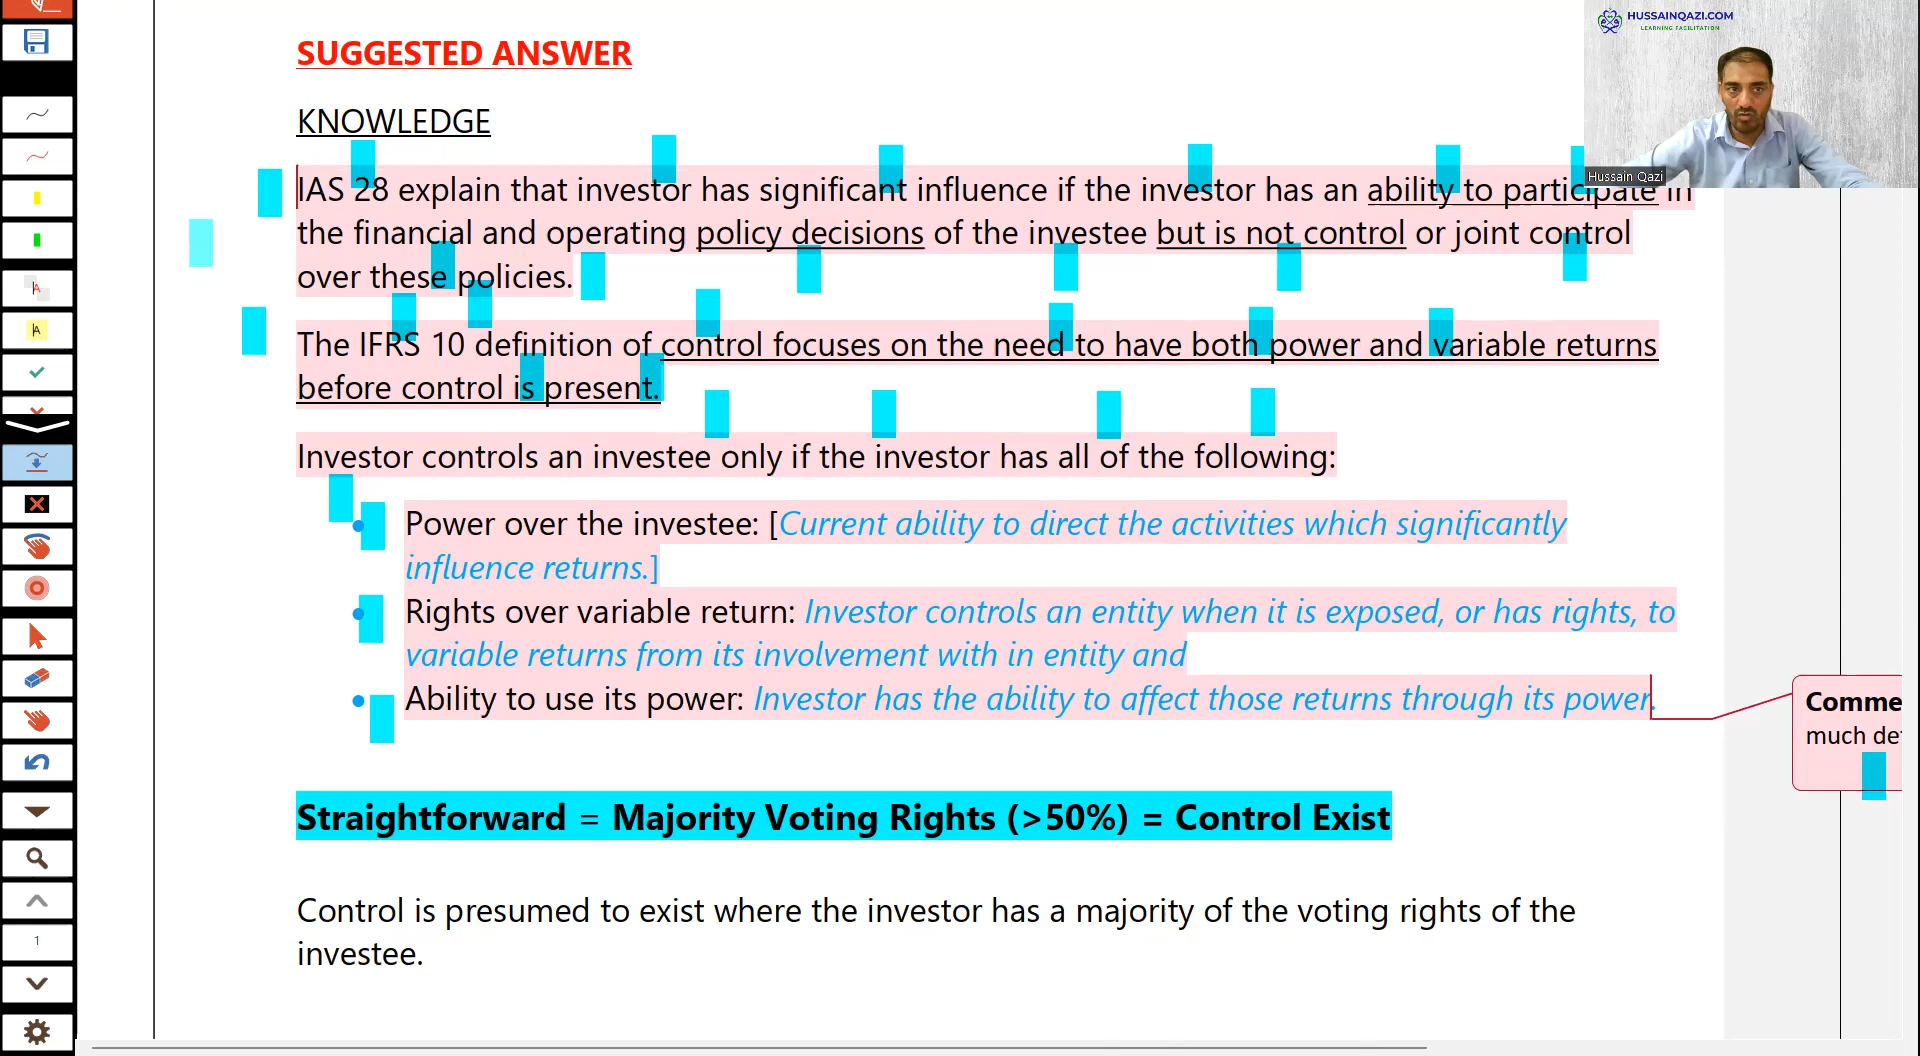 HUSSAINQAZI.COM
LEARNING FACILITATION
Hussain Qazi
SUGGESTED ANSWER
KNOWLEDGE
IAS 28 explain that investor has significant influence if the investor has an ability to participate in
the financial and operating policy decisions of the investee but is not control or joint control
over these policies.
The IFRS 10 definition of control focuses on the need to have both power and variable returns
before control is present.
Investor controls an investee only if the investor has all of the following:
• Power over the investee: [Current ability to direct the activities which significantly
influence returns.]
• Rights over variable return: Investor controls an entity when it is exposed, or has rights, to
variable returns from its involvement with in entity and
• Ability to use its power: Investor has the ability to affect those returns through its power.
Comme
much de
Straightforward = Majority Voting Rights (>50%) = Control Exist
Control is presumed to exist where the investor has a majority of the voting rights of the
investee.
A
A
1